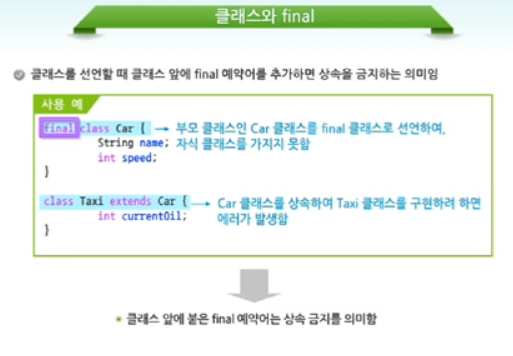 클래스와 final
클래스를 선언할 때 클래스 앞에 final 예약어를 추가하면 상속을 금지하는 의미임
사용 예
final class Car { → 부모 클래스인 Car 클래스를 final 클래스로 선언하여,
String name; 자식 클래스를 가지지 못함
int speed;
}
class Taxi extends Car { → Car 클래스를 상속하여 Taxi 클래스를 구현하려 하면
int currentOil; 에러가 발생함
}
클래스 앞에 붙은 final 예약어는 상속 금지를 의미함